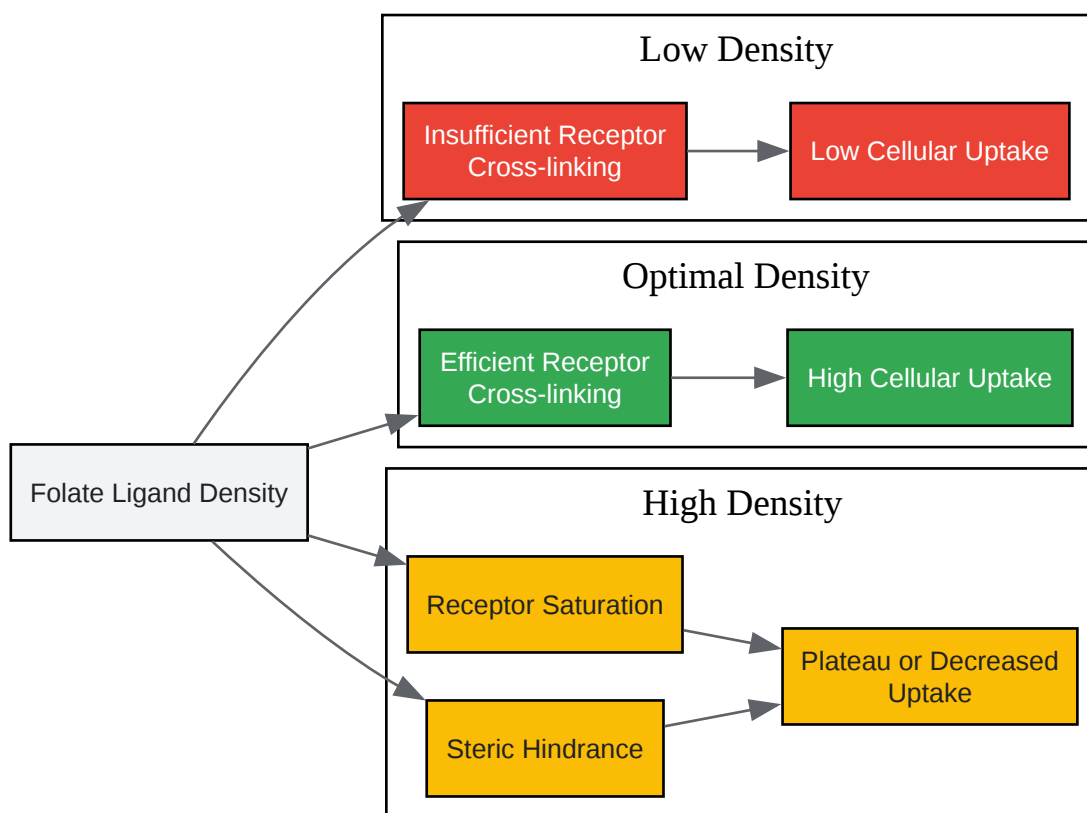 Low Density
Insufficient Receptor
Cross-linking
Low Cellular Uptake
Optimal Density
Efficient Receptor
Cross-linking
High Cellular Uptake
Folate Ligand Density
High Density
Receptor Saturation
Plateau or Decreased
Uptake
Steric Hindrance